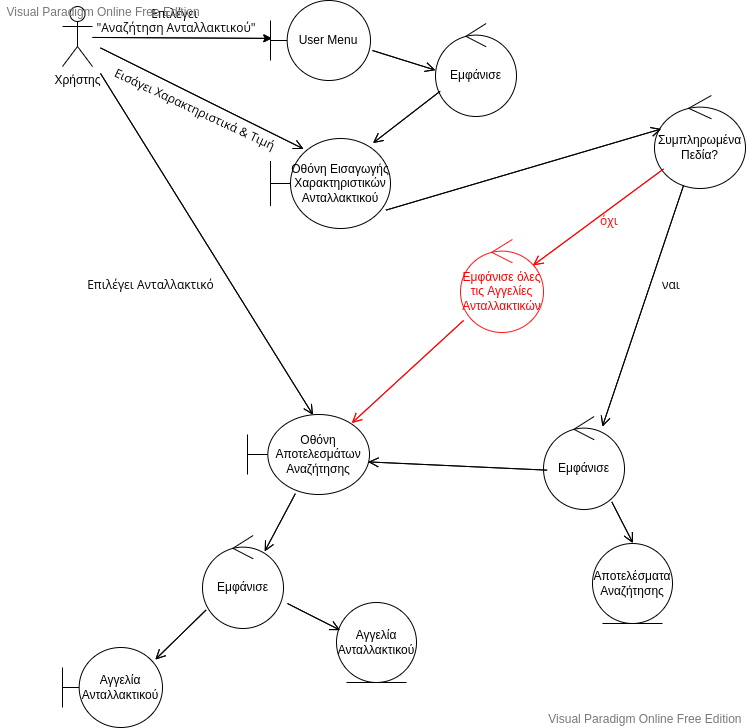 Visual Paradigm Online Free Edition
Επιλέγει
"Αναζήτηση Ανταλλακτικού"
User Menu
Χρήστης
Εμφάνισε
Εισάγει Χαρακτηριστικά & Τιμή
Οθόνη Εισαγωγής
Χαρακτηριστικών
Ανταλλακτικού
Συμπληρωμένα
Πεδία?
όχι
Εμφάνισε όλες
τις Αγγελίες
Ανταλλακτικών
Επιλέγει Ανταλλακτικό
ναι
Οθόνη
Αποτελεσμάτων
Αναζήτησης
Εμφάνισε
Αποτελέσματα
Αναζήτησης
Εμφάνισε
Αγγελία
Ανταλλακτικού
Αγγελία
Ανταλλακτικού
Visual Paradigm Online Free Edition